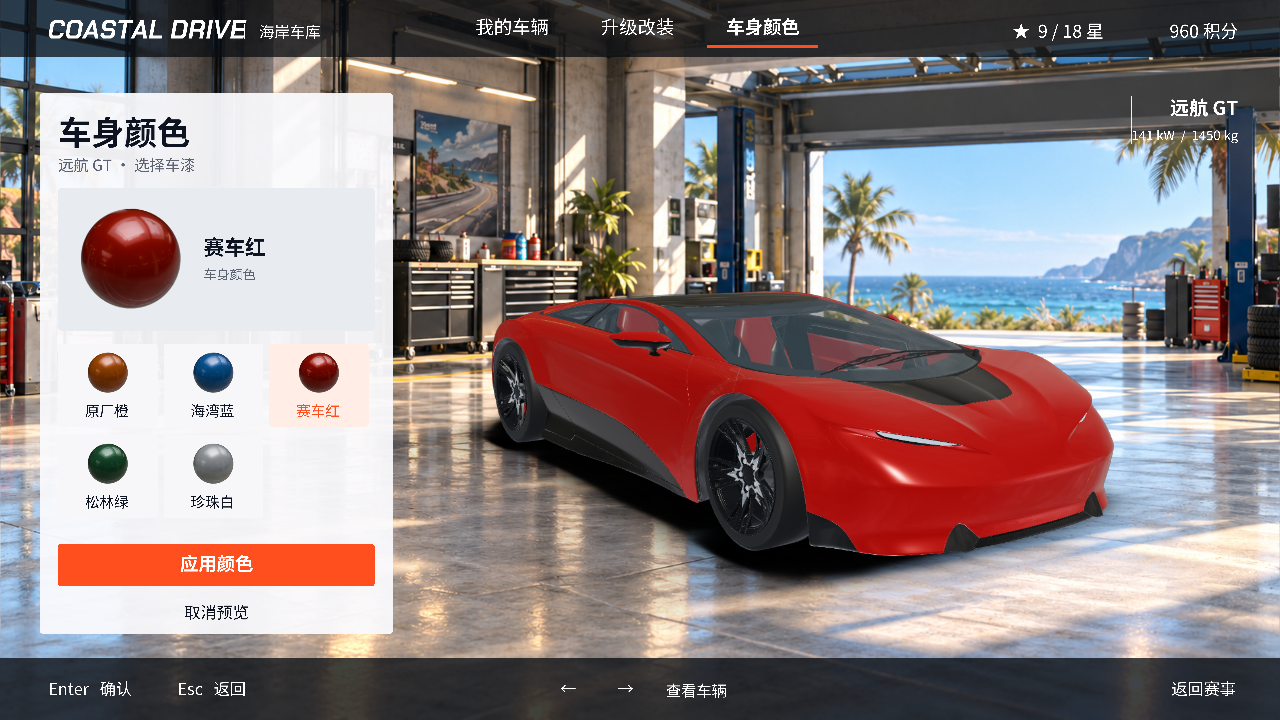 COASTAL DRIVE 海岸车库
我的车辆 升级改装 车身颜色
★ 9 / 18 星 960 积分
远航 GT
141 kW / 1450 kg
车身颜色
远航 GT • 选择车漆
赛车红
车身颜色
原厂橙 海湾蓝 赛车红
松林绿 珍珠白
应用颜色
取消预览
Enter 确认 Esc 返回 ← → 查看车辆 返回赛事